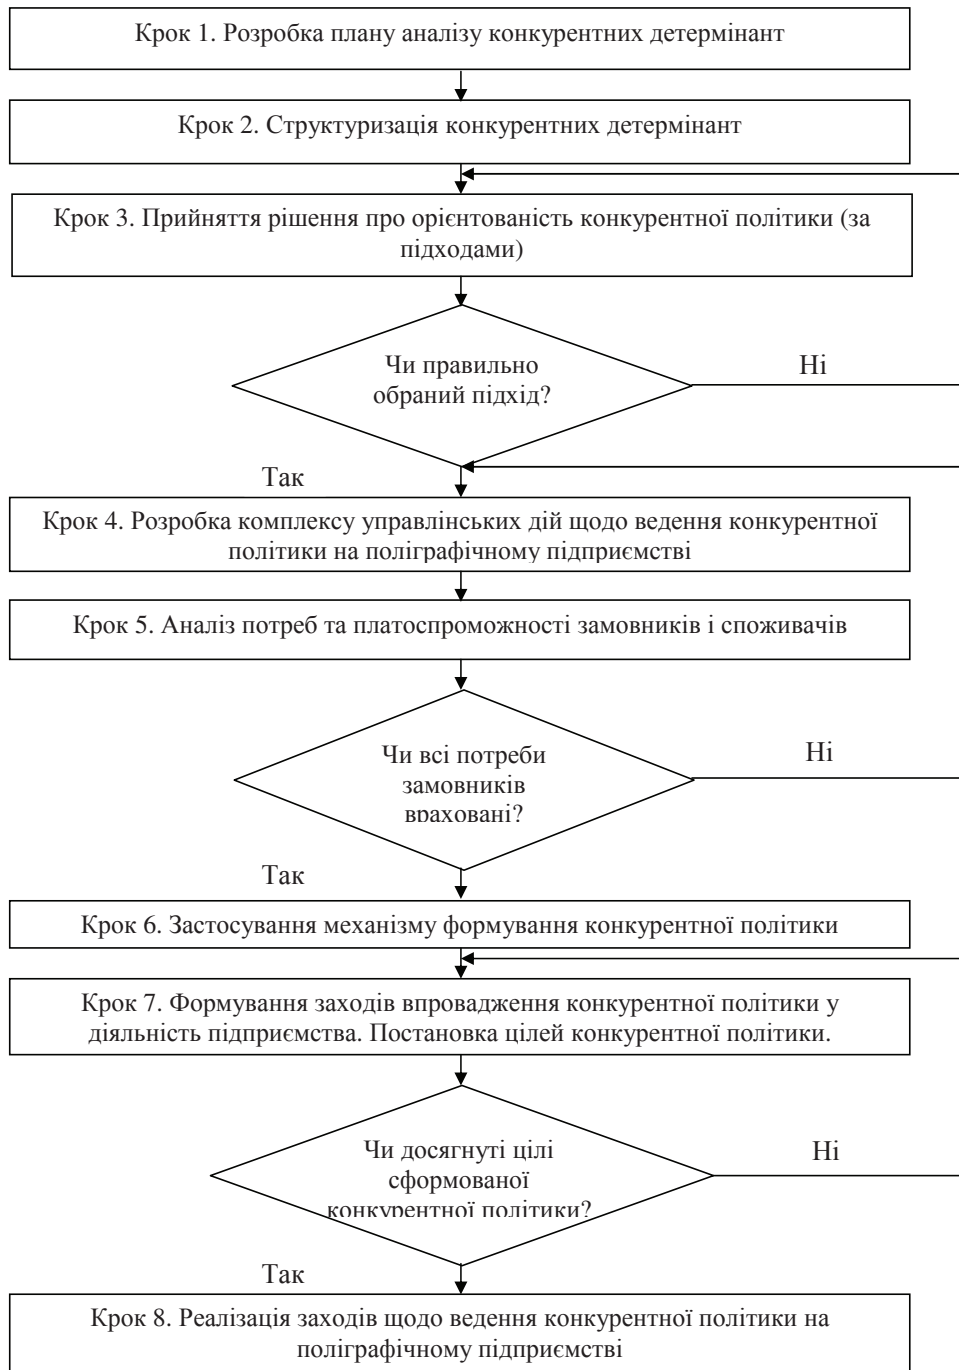 Крок 1. Розробка плану аналізу конкурентних детермінант
Крок 2. Структуризація конкурентних детермінант
Крок 3. Прийняття рішення про орієнтованість конкурентної політики (за
підходами)
Чи правильно
обраний підхід?
Ні
Так
Крок 4. Розробка комплексу управлінських дій щодо ведення конкурентної
політики на поліграфічному підприємстві
Крок 5. Аналіз потреб та платоспроможності замовників і споживачів
Чи всі потреби
замовників
враховані?
Ні
Так
Крок 6. Застосування механізму формування конкурентної політики
Крок 7. Формування заходів впровадження конкурентної політики у
діяльність підприємства. Постановка цілей конкурентної політики.
Чи досягнуті цілі
сформованої
конкурентної політики?
Ні
Так
Крок 8. Реалізація заходів щодо ведення конкурентної політики на
поліграфічному підприємстві